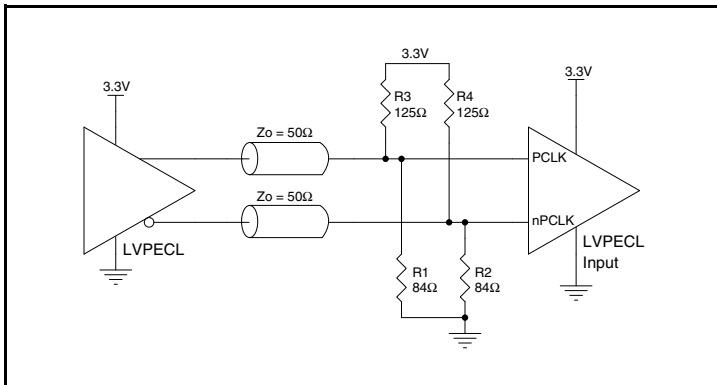 3.3V
3.3V
3.3V
R3
125Ω
R4
125Ω
Zo = 50Ω
PCLK
Zo = 50Ω
nPCLK
LVPECL
LVPECL
Input
R1
84Ω
R2
84Ω